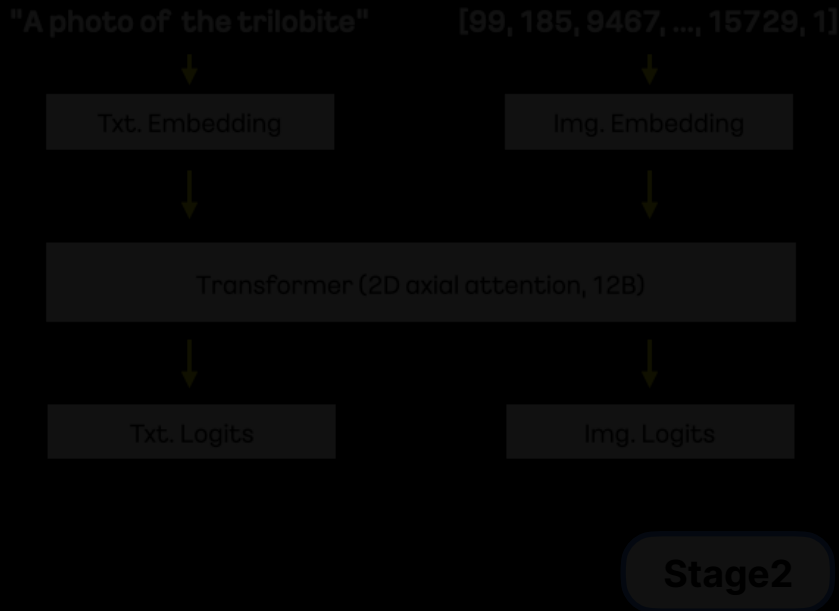 "A photo of the trilobite"
[99, 185, 9467, ..., 15729, 1]
Txt. Embedding
Img. Embedding
Transformer (2D axial attention, 12B)
Txt. Logits
Img. Logits
Stage2